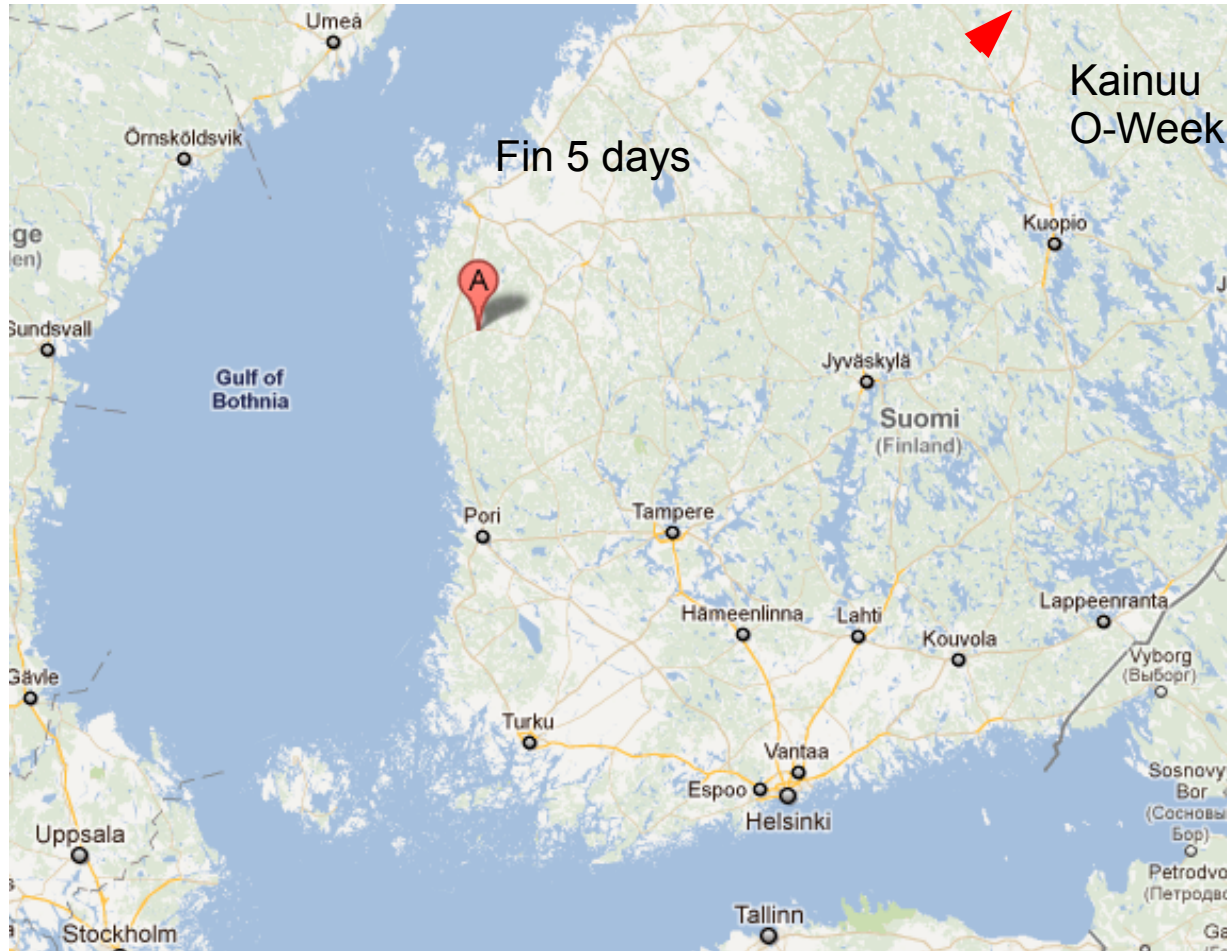 Umeå
Kainuu
O-Week
Örnsköldsvik
Fin 5 days
Kuopio
ge
en)
A
Sundsvall
Gulf of
Bothnia
Jyväskylä
Suomi
(Finland)
Pori
Tampere
Hämeenlinna
Lahti
Lappeenranta
Kouvola
Vyborg
(Выборг)
Gävle
Turku
Vantaa
Espoo
Helsinki
Sosnovy
Bor
(Сосновы
Бор)
Uppsala
Petrodvo
(Петродво
Tallinn
Stockholm
Ga